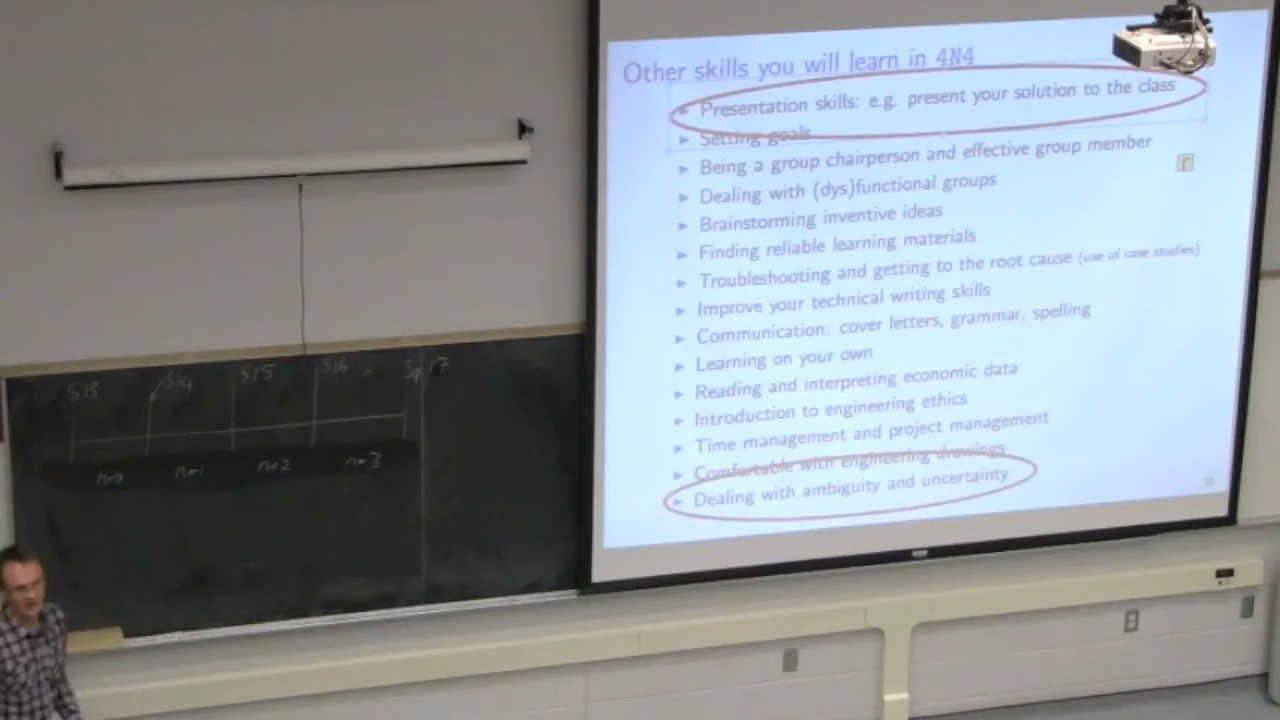 Other skills you will learn in 4N4
► Presentation skills: e.g. present your solution to the class
► Setting goals
► Being a group chairperson and effective group member
► Dealing with (dys)functional groups
► Brainstorming inventive ideas
► Finding reliable learning materials
► Troubleshooting and getting to the root cause (use of case studies)
► Improve your technical writing skills
► Communication: cover letters, grammar, spelling
► Learning on your own
► Reading and interpreting economic data
► Introduction to engineering ethics
► Time management and project management
► Comfortable with engineering drawings
► Dealing with ambiguity and uncertainty
S13 S14 S15 S16
n=0 n=1 n=2 n=3